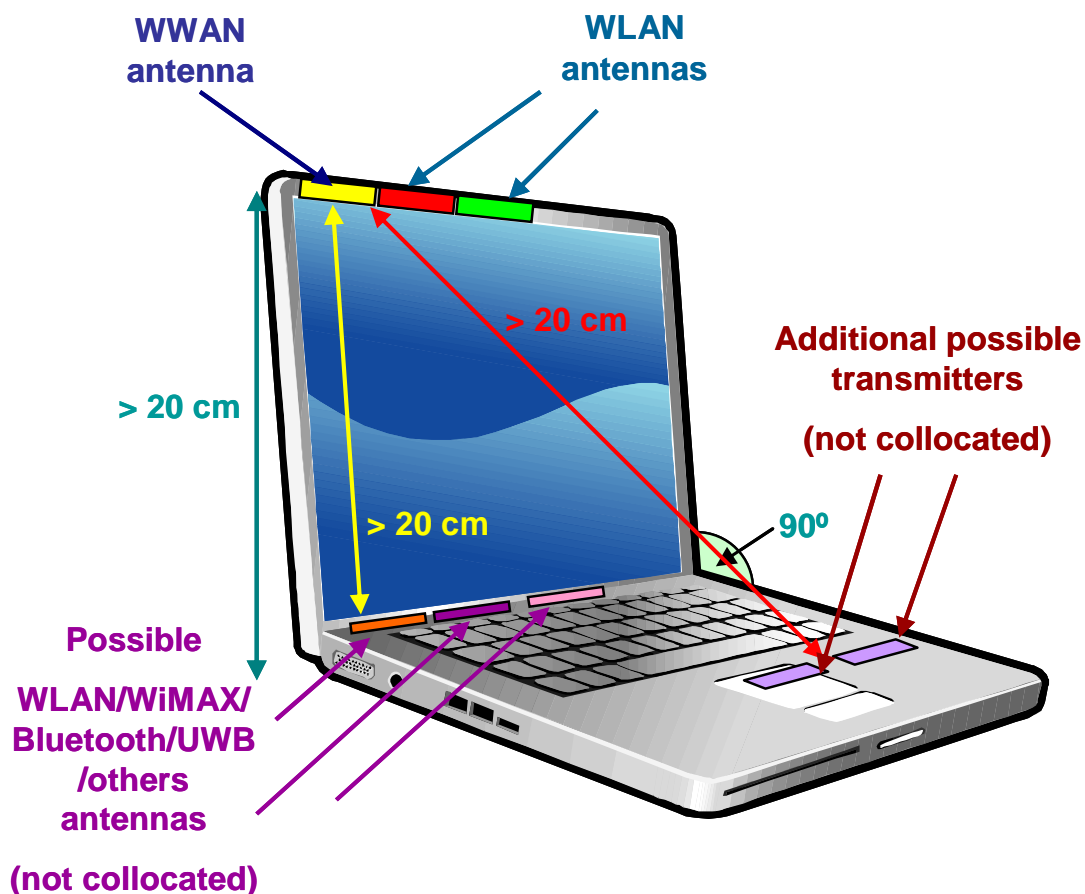 WWAN
antenna
WLAN
antennas
> 20 cm
Additional possible
transmitters
(not collocated)
> 20 cm
> 20 cm
90º
Possible
WLAN/WiMAX/
Bluetooth/UWB
/others
antennas
(not collocated)